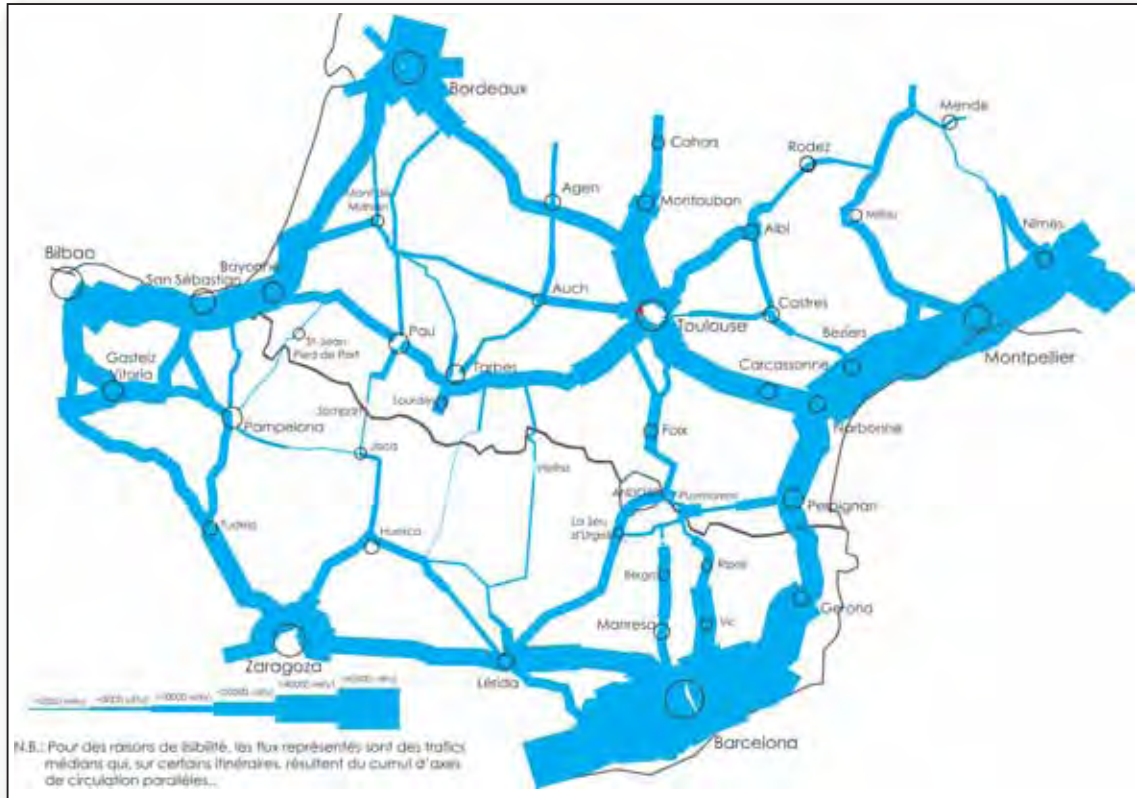 Bordeaux
Mende
Cahors
Rodez
Agen
Montauban
Mont de
Marsan
Millau
Albi
Nîmes
Bilbao
San Sébastian
Bayonne
Auch
Toulouse
Castres
Béziers
Montpellier
St-Jean
Pied de Port
Pau
Tarbes
Gasteiz
Vitoria
Carcassonne
Lourdes
Narbonne
Pampelona
Somport
Jaca
Foix
Vielha
Puymorens
Perpignan
La Seu
d'Urgell
Tudela
Huesca
Ripoll
Gerona
Manresa
Vic
Zaragoza
Lérida
Barcelona
N.B.: Pour des raisons de lisibilité, les flux représentés sont des trafics
médians qui, sur certains itinéraires, résultent du cumul d'axes
de circulation parallèles...